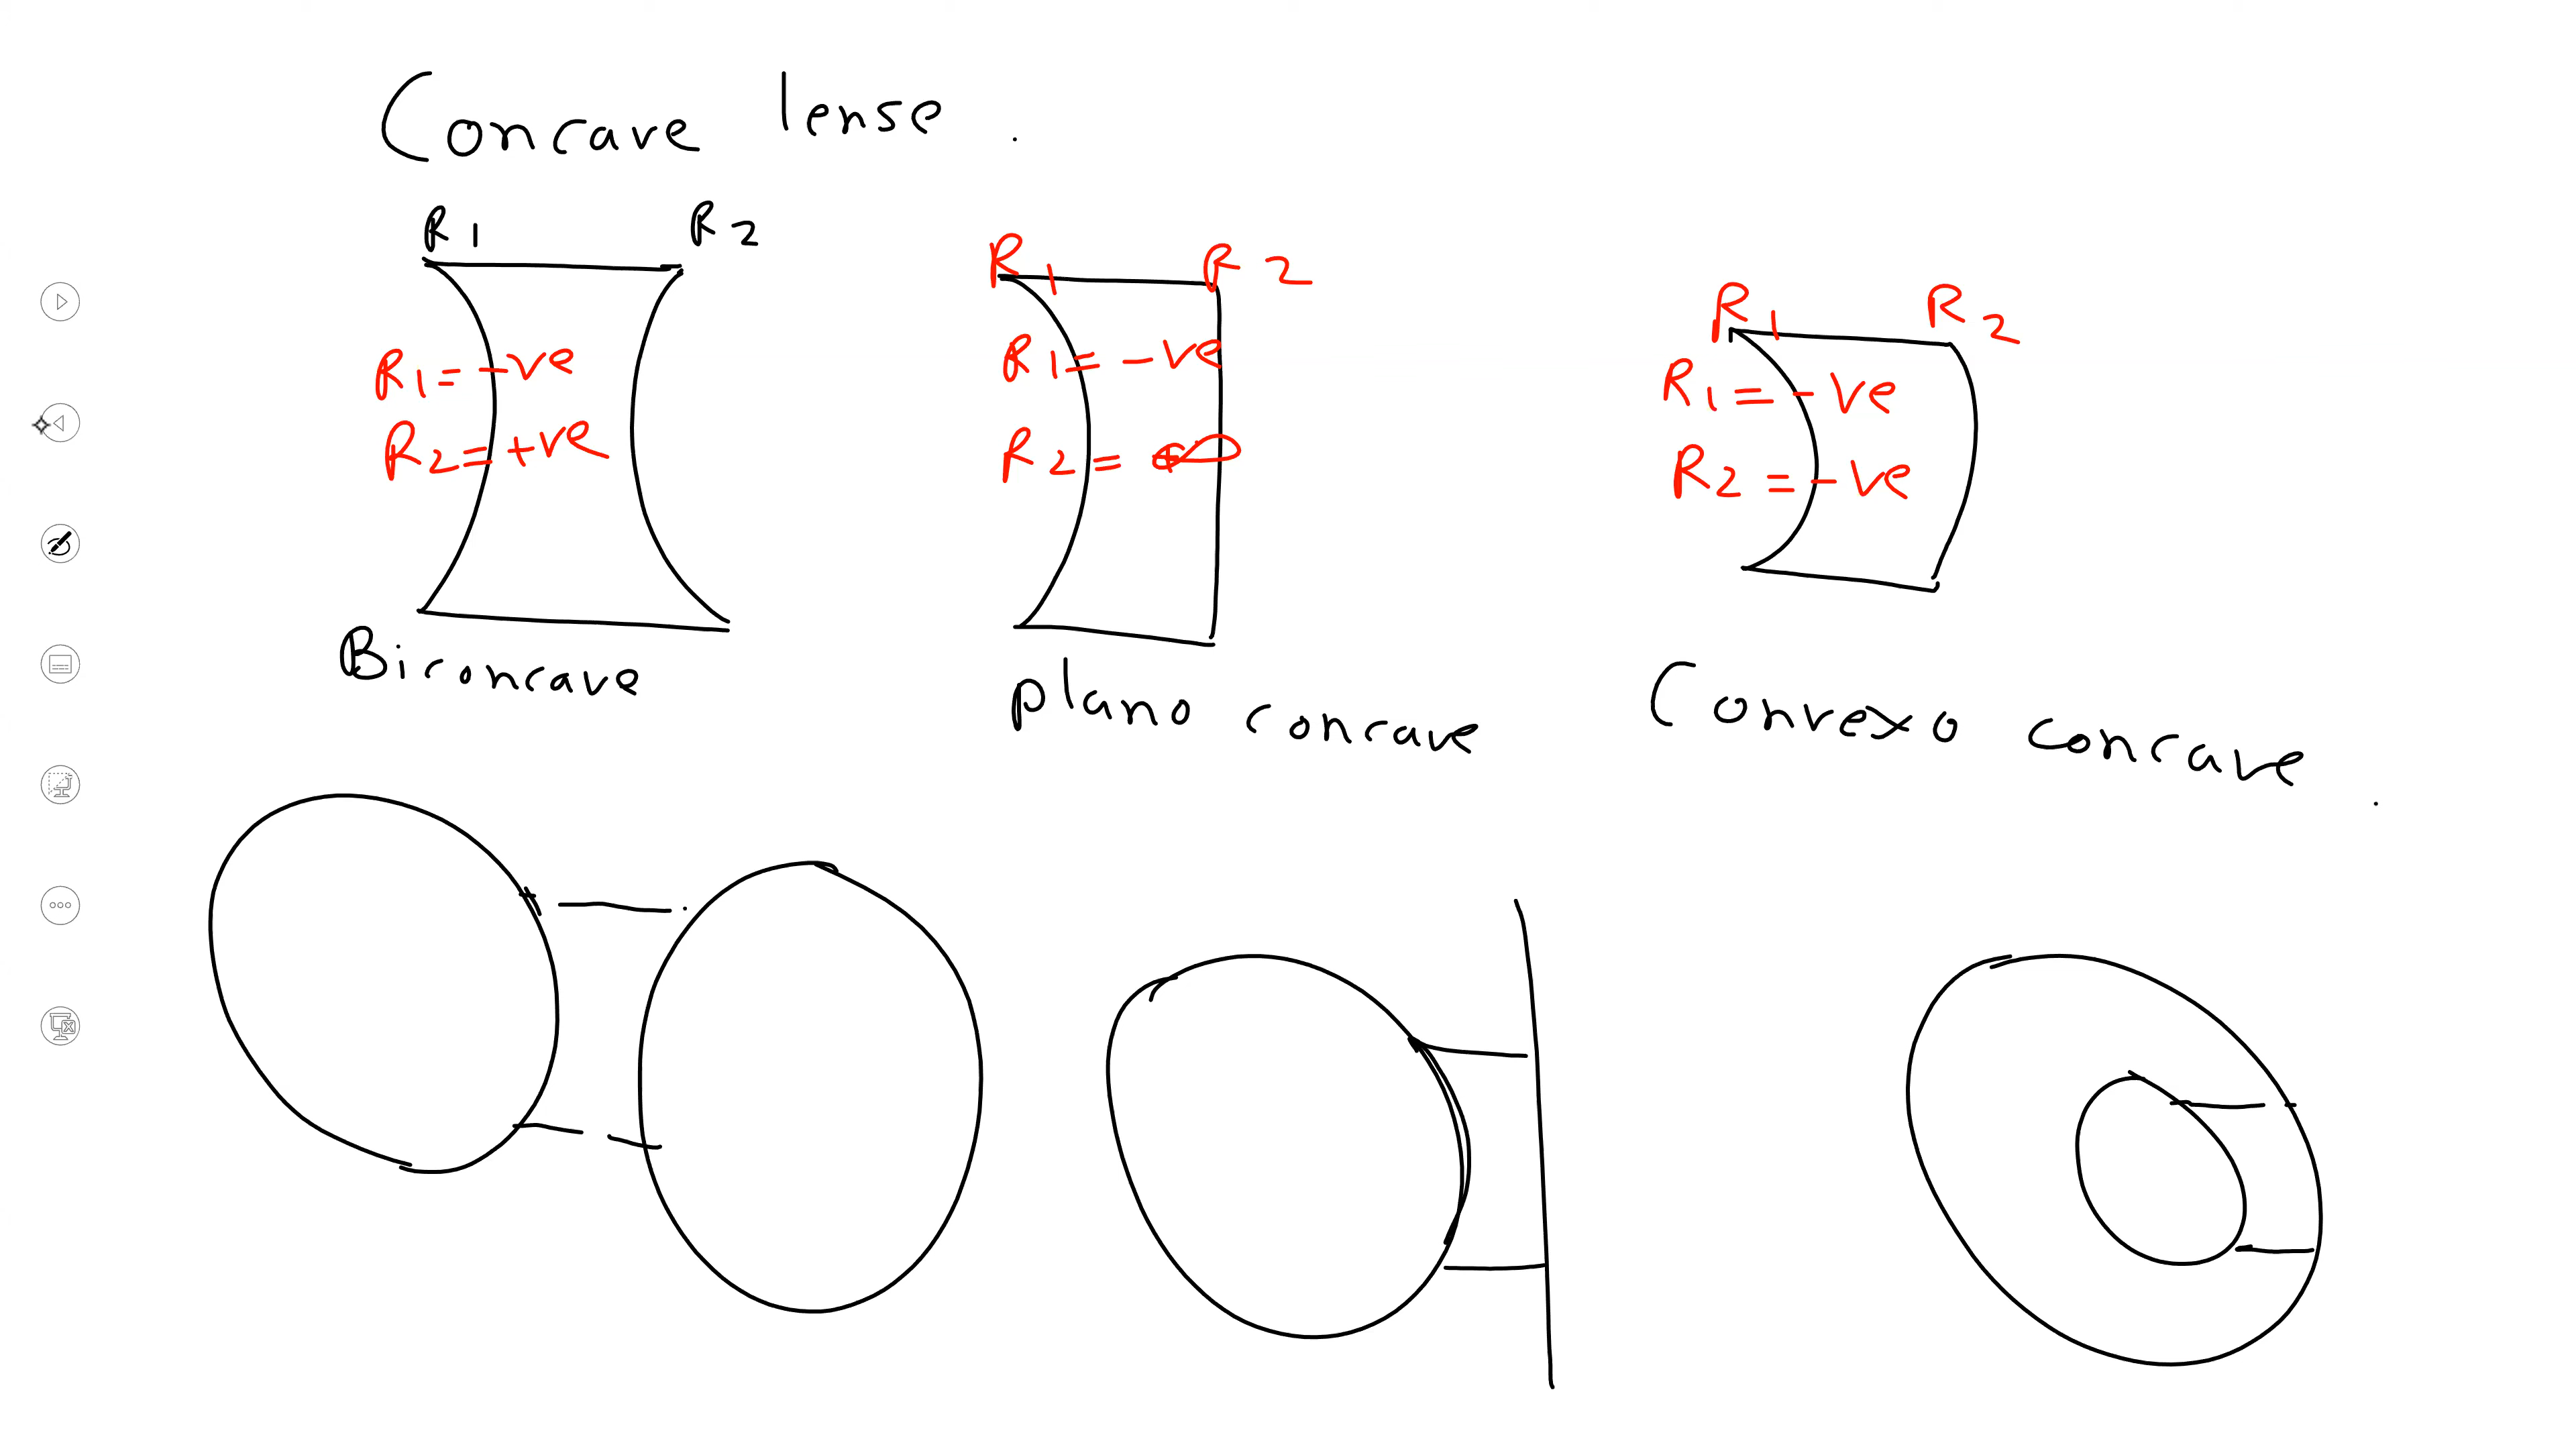 Concave lense .
R1 R2
R1 = -ve
R2 = +ve
Biconcave
R1 R2
R1 = -ve
R2 = ∞
plano concave
R1 R2
R1 = -ve
R2 = -ve
Convexo concave .